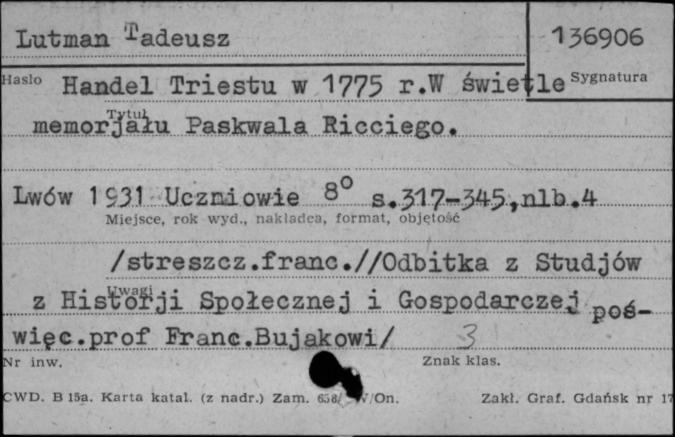 Lutman Tadeusz
136906
Hasło Handel Triestu w 1775 r.W świetle Sygnatura
Tytuł
memorjału Paskwala Ricciego.
Lwów 1931 Uczniowie 8° s.317-345,nlb.4
Miejsce, rok wyd., nakładca, format, objętość
/streszcz.franc.//Odbitka z Studjów
Uwagi
z Historji Społecznej i Gospodarczej poś-
więc.prof Franc.Bujakowi/ 3
Nr inw. Znak klas.
CWD. B 15a. Karta katal. (z nadr.) Zam. /On. Zakł. Graf. Gdańsk nr 17